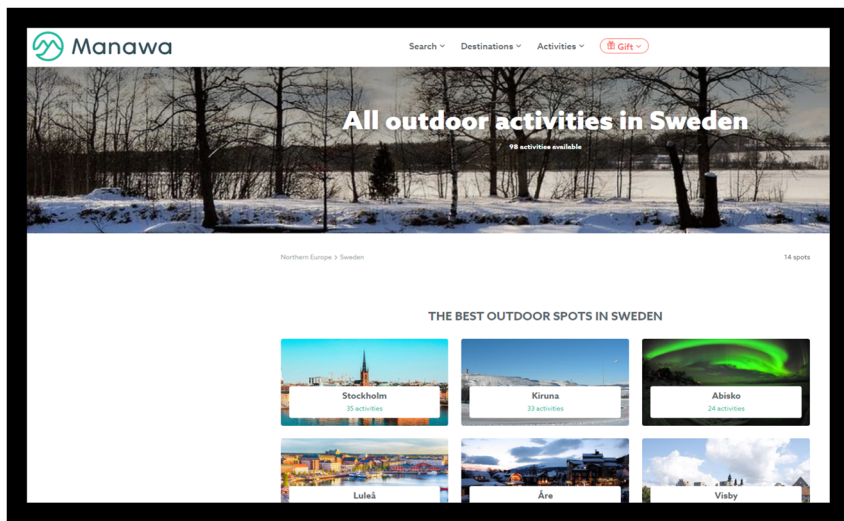 Manawa
Search
Destinations
Activities
Gift
All outdoor activities in Sweden
98 activities available
Northern Europe > Sweden
14 spots
THE BEST OUTDOOR SPOTS IN SWEDEN
Stockholm
35 activities
Kiruna
33 activities
Abisko
24 activities
Luleå
Åre
Visby